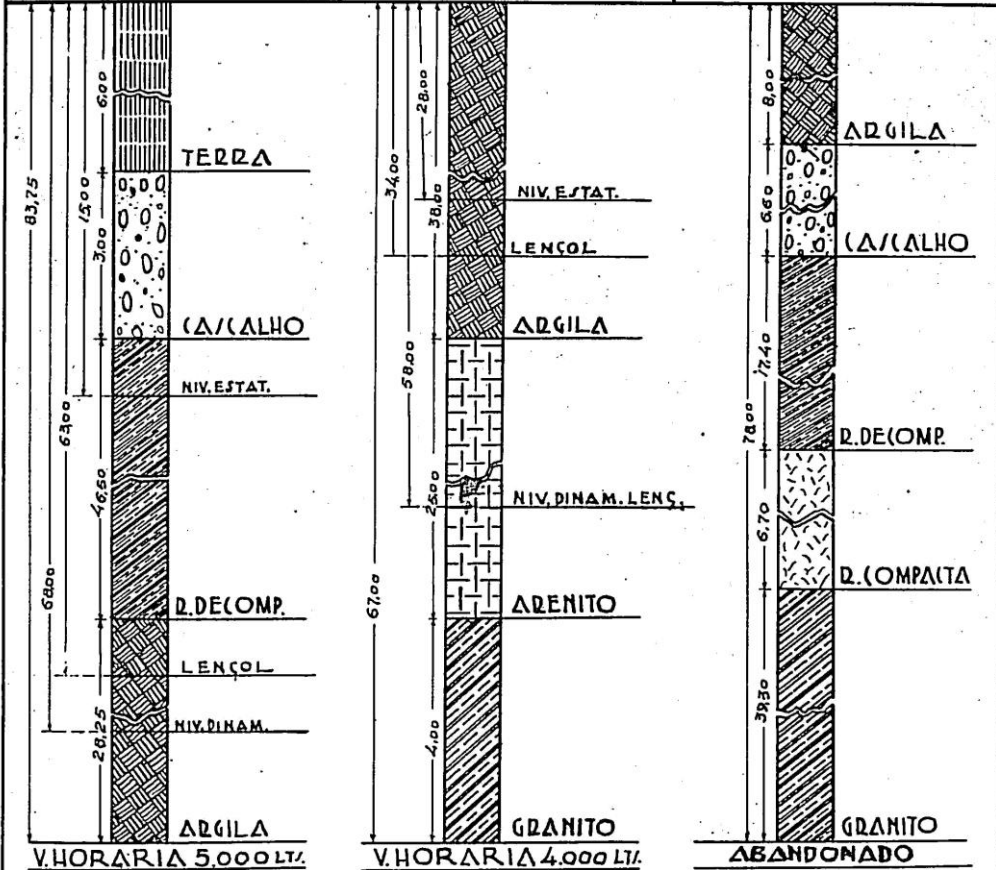 6,00
TERRA
83,75
15,00
3,00
CASCALHO
NIV. ESTAT.
63,00
46,50
68,00
R. DECOMP.
LENÇOL
NIV. DINAM.
28,25
ARGILA
V. HORARIA 5.000 LTS.
28,00
34,00
38,00
NIV. ESTAT.
LENÇOL
ARGILA
58,00
25,00
NIV. DINAM. LENÇ.
67,00
ARENITO
4,00
GRANITO
V. HORARIA 4.000 LTS.
8,00
ARGILA
6,60
CASCALHO
17,40
78,00
R. DECOMP.
6,70
R. COMPACTA
39,30
GRANITO
ABANDONADO